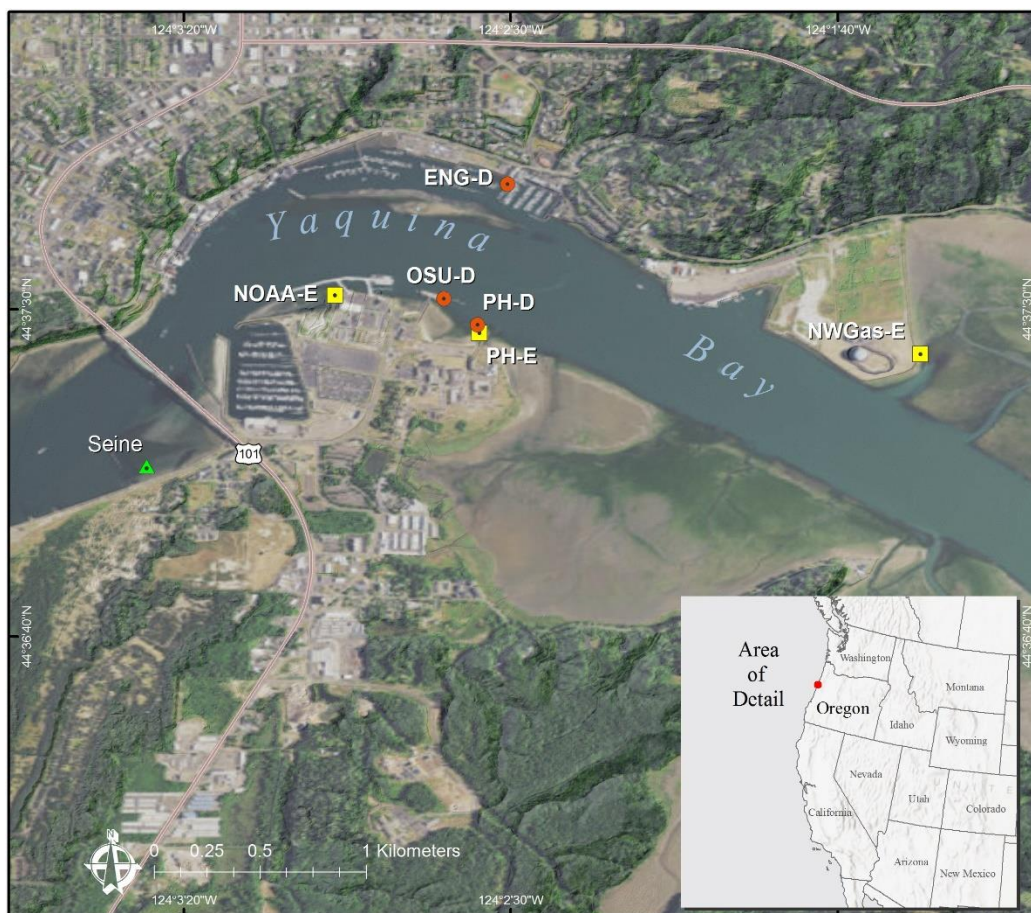 124°3'20"W
124°2'30"W
124°1'40"W
ENG-D
Yaquina
NOAA-E
OSU-D
PH-D
44°37'30"N
44°37'30"N
NWGas-E
PH-E
Bay
Seine
101
44°36'40"N
44°36'40"N
Area
of
Detail
Washington
Montana
Oregon
Idaho
Wyoming
Nevada
Utah
Colorado
California
Arizona
New Mexico
N
0 0.25 0.5 1 Kilometers
124°3'20"W
124°2'30"W